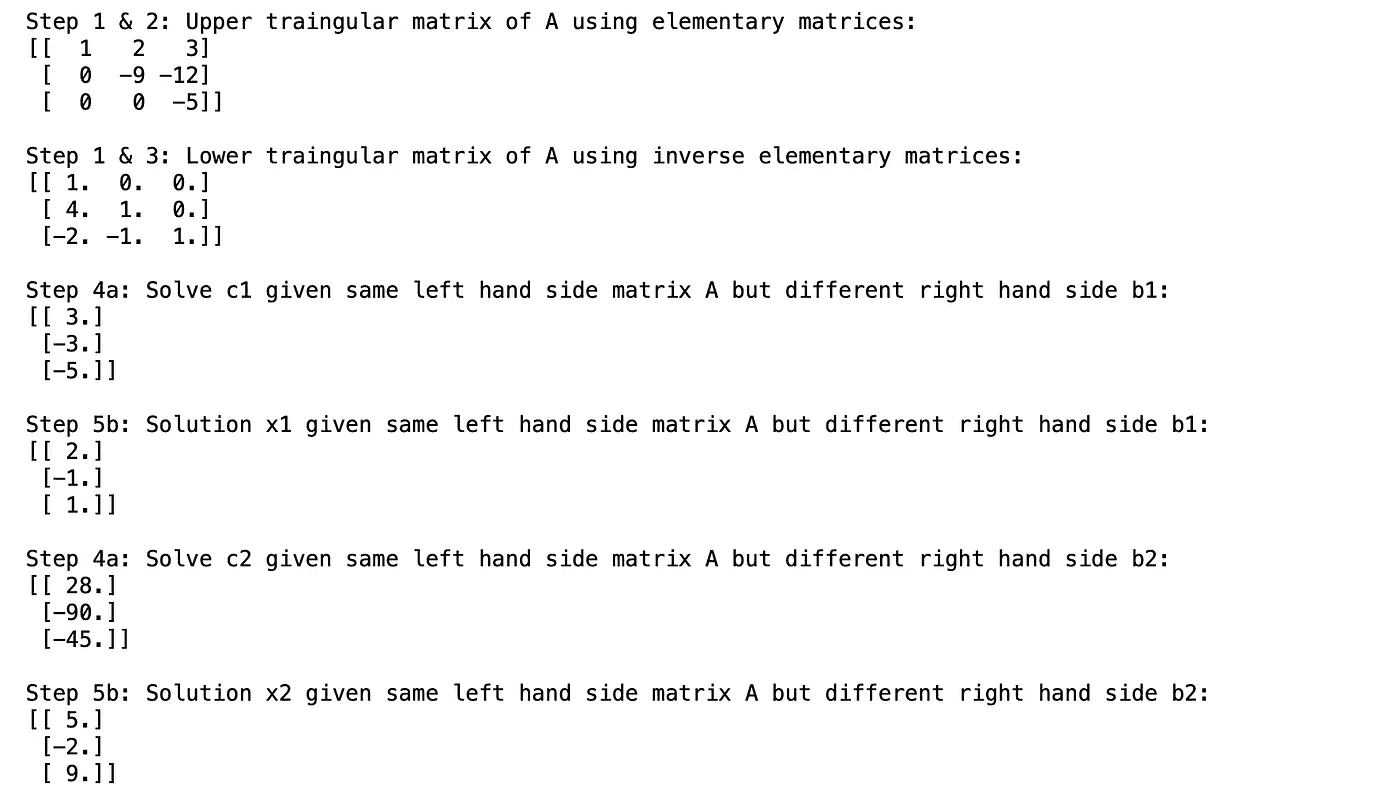 Step 1 & 2: Upper traingular matrix of A using elementary matrices:
[[  1   2   3]
 [  0  -9 -12]
 [  0   0  -5]]
Step 1 & 3: Lower traingular matrix of A using inverse elementary matrices:
[[ 1.  0.  0.]
 [ 4.  1.  0.]
 [-2. -1.  1.]]
Step 4a: Solve c1 given same left hand side matrix A but different right hand side b1:
[[ 3.]
 [-3.]
 [-5.]]
Step 5b: Solution x1 given same left hand side matrix A but different right hand side b1:
[[ 2.]
 [-1.]
 [ 1.]]
Step 4a: Solve c2 given same left hand side matrix A but different right hand side b2:
[[ 28.]
 [-90.]
 [-45.]]
Step 5b: Solution x2 given same left hand side matrix A but different right hand side b2:
[[ 5.]
 [-2.]
 [ 9.]]